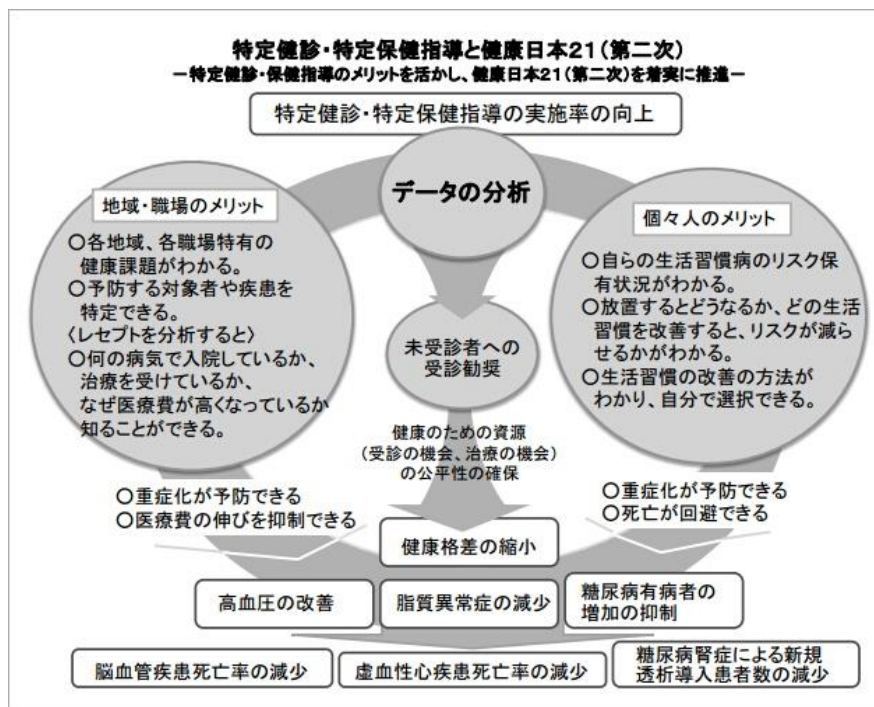 特定健診・特定保健指導と健康日本21(第二次)
－特定健診・保健指導のメリットを活かし、健康日本21(第二次)を着実に推進－
特定健診・特定保健指導の実施率の向上
データの分析
地域・職場のメリット
○各地域、各職場特有の
健康課題がわかる。
○予防する対象者や疾患を
特定できる。
〈レセプトを分析すると〉
○何の病気で入院しているか、
治療を受けているか、
なぜ医療費が高くなっているか
知ることができる。
個々人のメリット
○自らの生活習慣病のリスク保
有状況がわかる。
○放置するとどうなるか、どの生活
習慣を改善すると、リスクが減ら
せるかがわかる。
○生活習慣の改善の方法が
わかり、自分で選択できる。
未受診者への
受診勧奨
健康のための資源
(受診の機会、治療の機会)
の公平性の確保
○重症化が予防できる
○医療費の伸びを抑制できる
○重症化が予防できる
○死亡が回避できる
健康格差の縮小
高血圧の改善
脂質異常症の減少
糖尿病有病者の
増加の抑制
脳血管疾患死亡率の減少
虚血性心疾患死亡率の減少
糖尿病腎症による新規
透析導入患者数の減少